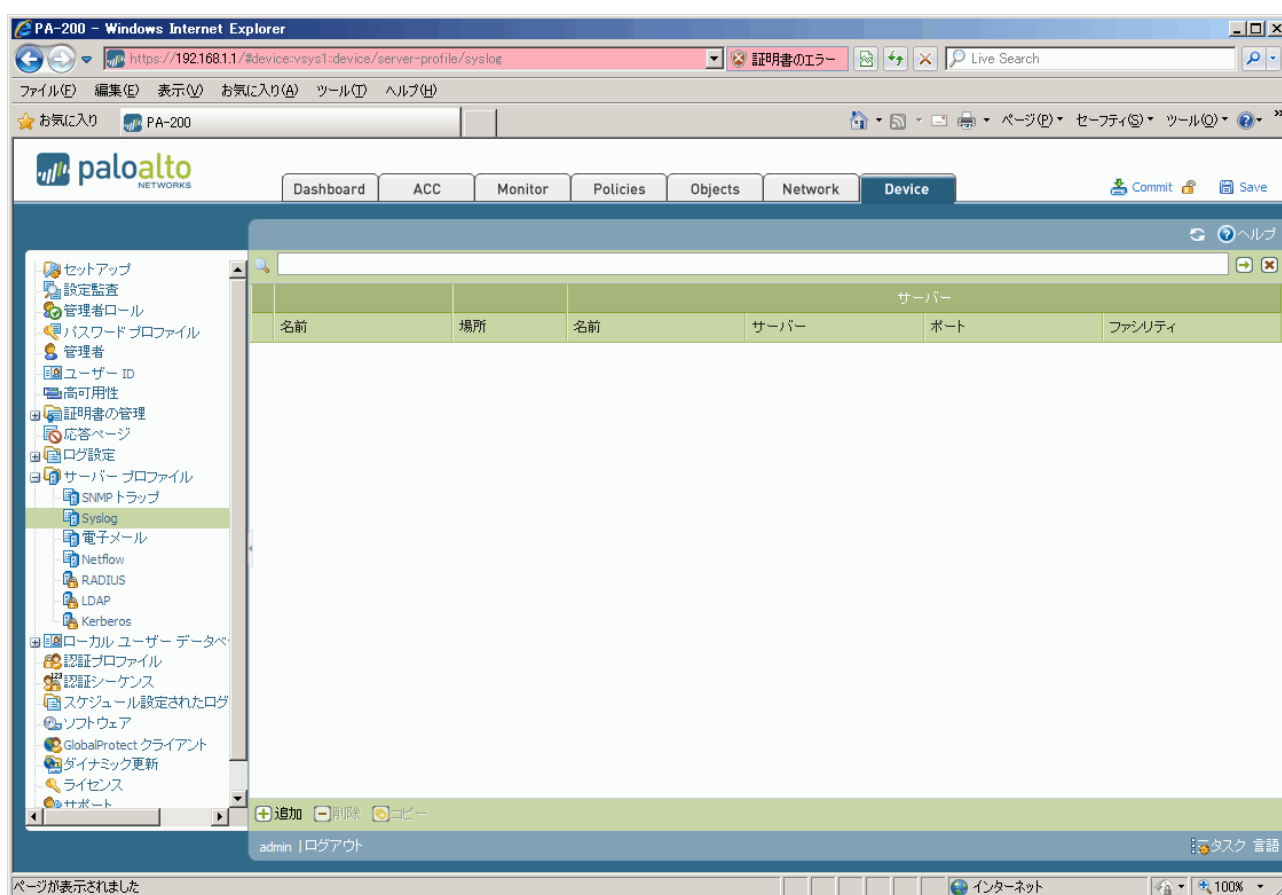 PA-200 - Windows Internet Explorer
https://192.168.1.1/#device::vsys1::device/server-profile/syslog
証明書のエラー
Live Search
ファイル(F) 編集(E) 表示(V) お気に入り(A) ツール(T) ヘルプ(H)
お気に入り PA-200
ページ(P) セーフティ(S) ツール(O)
paloalto
NETWORKS
Dashboard ACC Monitor Policies Objects Network Device
Commit Save
ヘルプ
セットアップ
設定監査
管理者ロール
パスワード プロファイル
管理者
ユーザー ID
高可用性
証明書の管理
応答ページ
ログ設定
サーバー プロファイル
SNMP トラップ
Syslog
電子メール
Netflow
RADIUS
LDAP
Kerberos
ローカル ユーザー データベ
認証プロファイル
認証シーケンス
スケジュール設定されたログ
ソフトウェア
GlobalProtect クライアント
ダイナミック更新
ライセンス
サポート
サーバー
名前 場所 名前 サーバー ポート ファシリティ
追加 削除 コピー
admin | ログアウト
タスク 言語
ページが表示されました
インターネット
100%